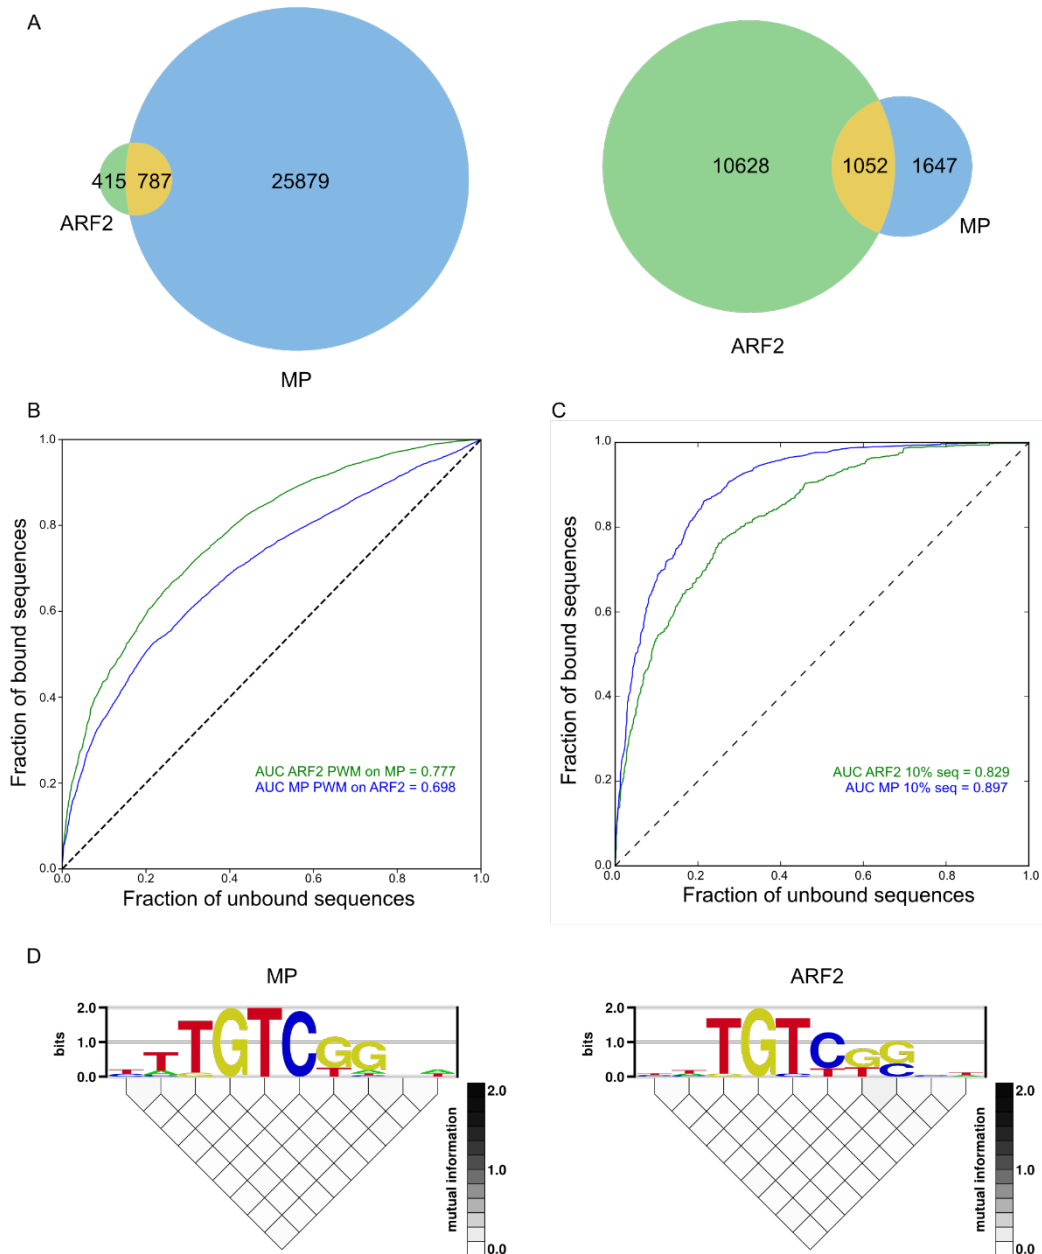 A
415 787 25879
ARF2
MP
10628 1052 1647
MP
ARF2
B
1.0
0.8
0.6
0.4
0.2
0.0
0.0 0.2 0.4 0.6 0.8 1.0
Fraction of bound sequences
Fraction of unbound sequences
AUC ARF2 PWM on MP = 0.777
AUC MP PWM on ARF2 = 0.698
C
1.0
0.8
0.6
0.4
0.2
0.0
0.0 0.2 0.4 0.6 0.8 1.0
Fraction of bound sequences
Fraction of unbound sequences
AUC ARF2 10% seq = 0.829
AUC MP 10% seq = 0.897
D
MP
2.0
1.0
0.0
bits
TTGTCGG
2.0
1.0
0.0
mutual information
ARF2
2.0
1.0
0.0
bits
TGTCGG
2.0
1.0
0.0
mutual information